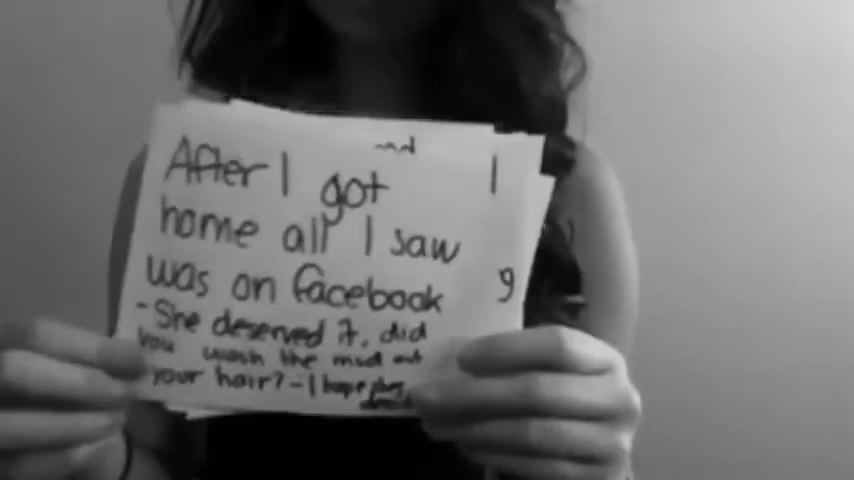 After I got
home all I saw
was on facebook
- She deserved it, did
you wash the mud out
your hair? - I hope shes